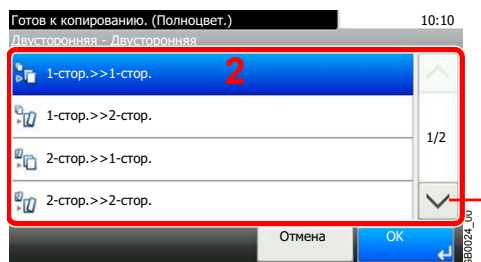 Готов к копированию. (Полноцвет.) 10:10
Двусторонняя - Двусторонняя
2
1-стор.>>1-стор.
1-стор.>>2-стор.
1/2
2-стор.>>1-стор.
2-стор.>>2-стор.
Отмена OK
GB0024_00